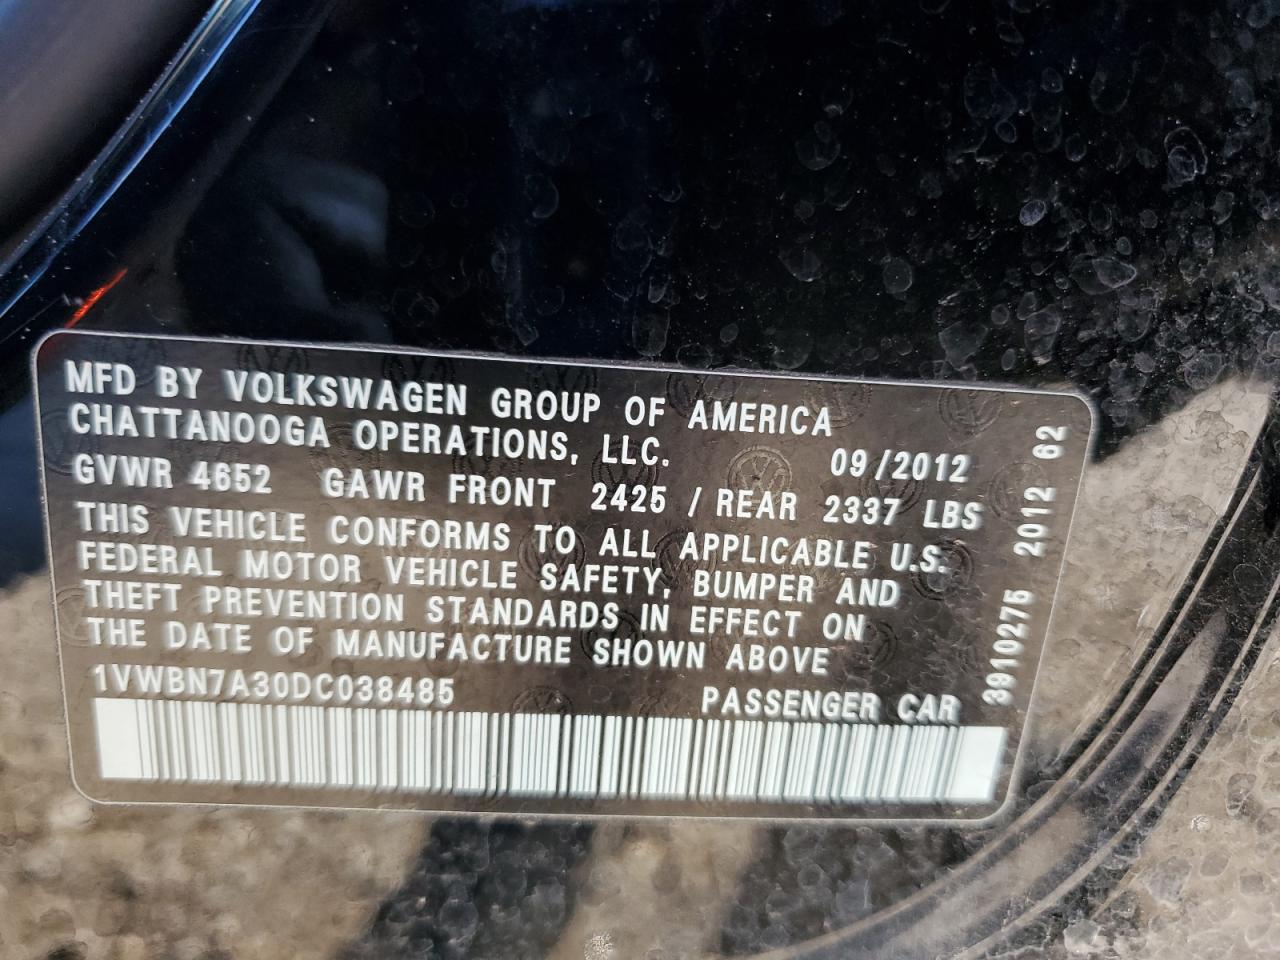 MFD BY VOLKSWAGEN GROUP OF AMERICA
CHATTANOOGA OPERATIONS, LLC. 09/2012
GVWR 4652 GAWR FRONT 2425 / REAR 2337 LBS
THIS VEHICLE CONFORMS TO ALL APPLICABLE U.S.
FEDERAL MOTOR VEHICLE SAFETY, BUMPER AND
THEFT PREVENTION STANDARDS IN EFFECT ON
THE DATE OF MANUFACTURE SHOWN ABOVE
1VWBN7A30DC038485 PASSENGER CAR
3910275 2012 62